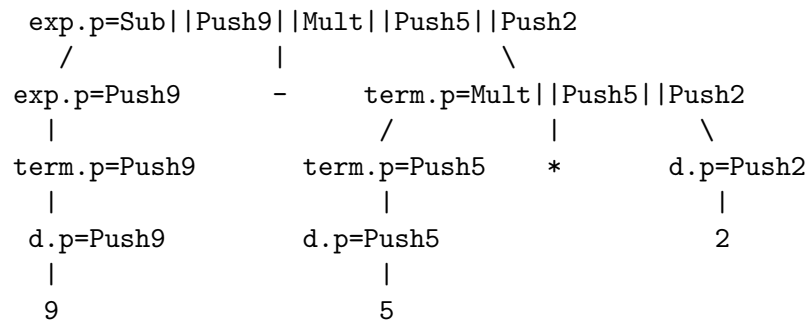 exp.p=Sub||Push9||Mult||Push5||Push2
/ | \
exp.p=Push9 - term.p=Mult||Push5||Push2
| / | \
term.p=Push9 term.p=Push5 * d.p=Push2
| | |
d.p=Push9 d.p=Push5 2
| |
9 5